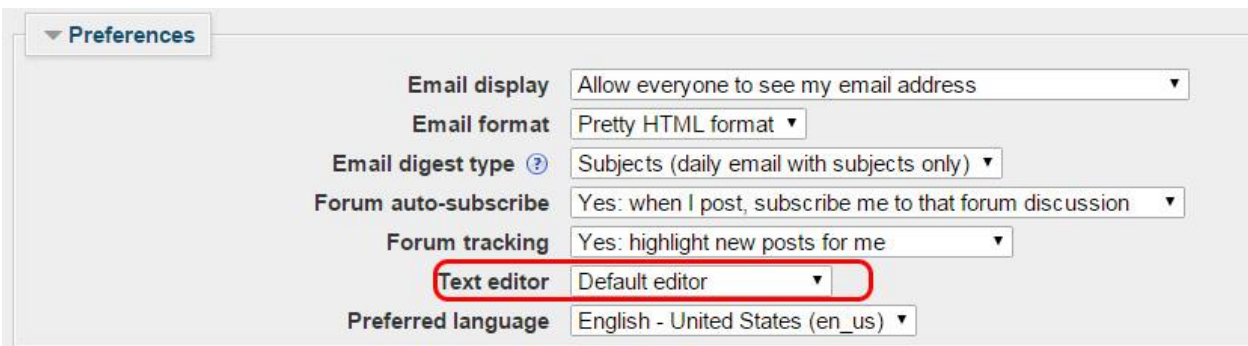 Preferences
Email display Allow everyone to see my email address
Email format Pretty HTML format
Email digest type ? Subjects (daily email with subjects only)
Forum auto-subscribe Yes: when I post, subscribe me to that forum discussion
Forum tracking Yes: highlight new posts for me
Text editor Default editor
Preferred language English - United States (en_us)